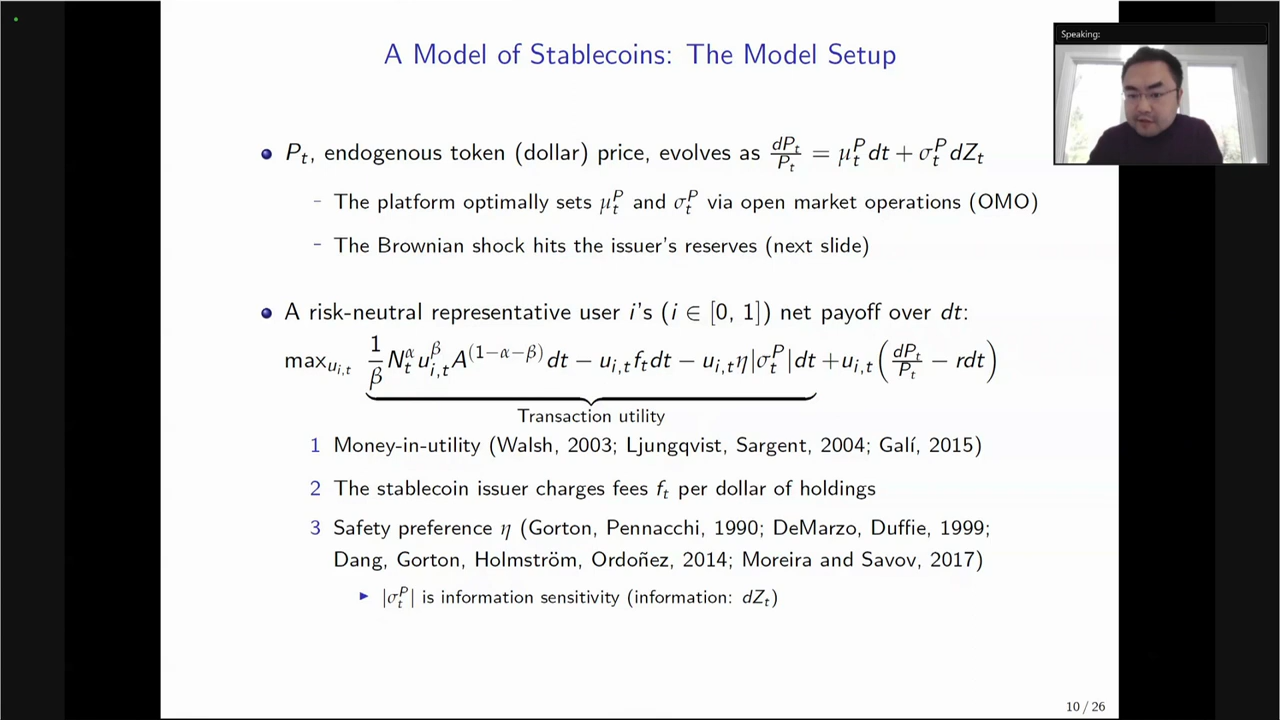 A Model of Stablecoins: The Model Setup
Speaking:
P_t, endogenous token (dollar) price, evolves as dP_t/P_t = μ_t^P dt + σ_t^P dZ_t
– The platform optimally sets μ_t^P and σ_t^P via open market operations (OMO)
– The Brownian shock hits the issuer's reserves (next slide)
A risk-neutral representative user i's (i ∈ [0, 1]) net payoff over dt:
max_{u_{i,t}} 1/β N_t^α u_{i,t}^β A^{(1−α−β)} dt − u_{i,t} f_t dt − u_{i,t} η|σ_t^P|dt + u_{i,t} (dP_t/P_t − rdt)
Transaction utility
1 Money-in-utility (Walsh, 2003; Ljungqvist, Sargent, 2004; Galí, 2015)
2 The stablecoin issuer charges fees f_t per dollar of holdings
3 Safety preference η (Gorton, Pennacchi, 1990; DeMarzo, Duffie, 1999;
Dang, Gorton, Holmström, Ordoñez, 2014; Moreira and Savov, 2017)
|σ_t^P| is information sensitivity (information: dZ_t)
10 / 26